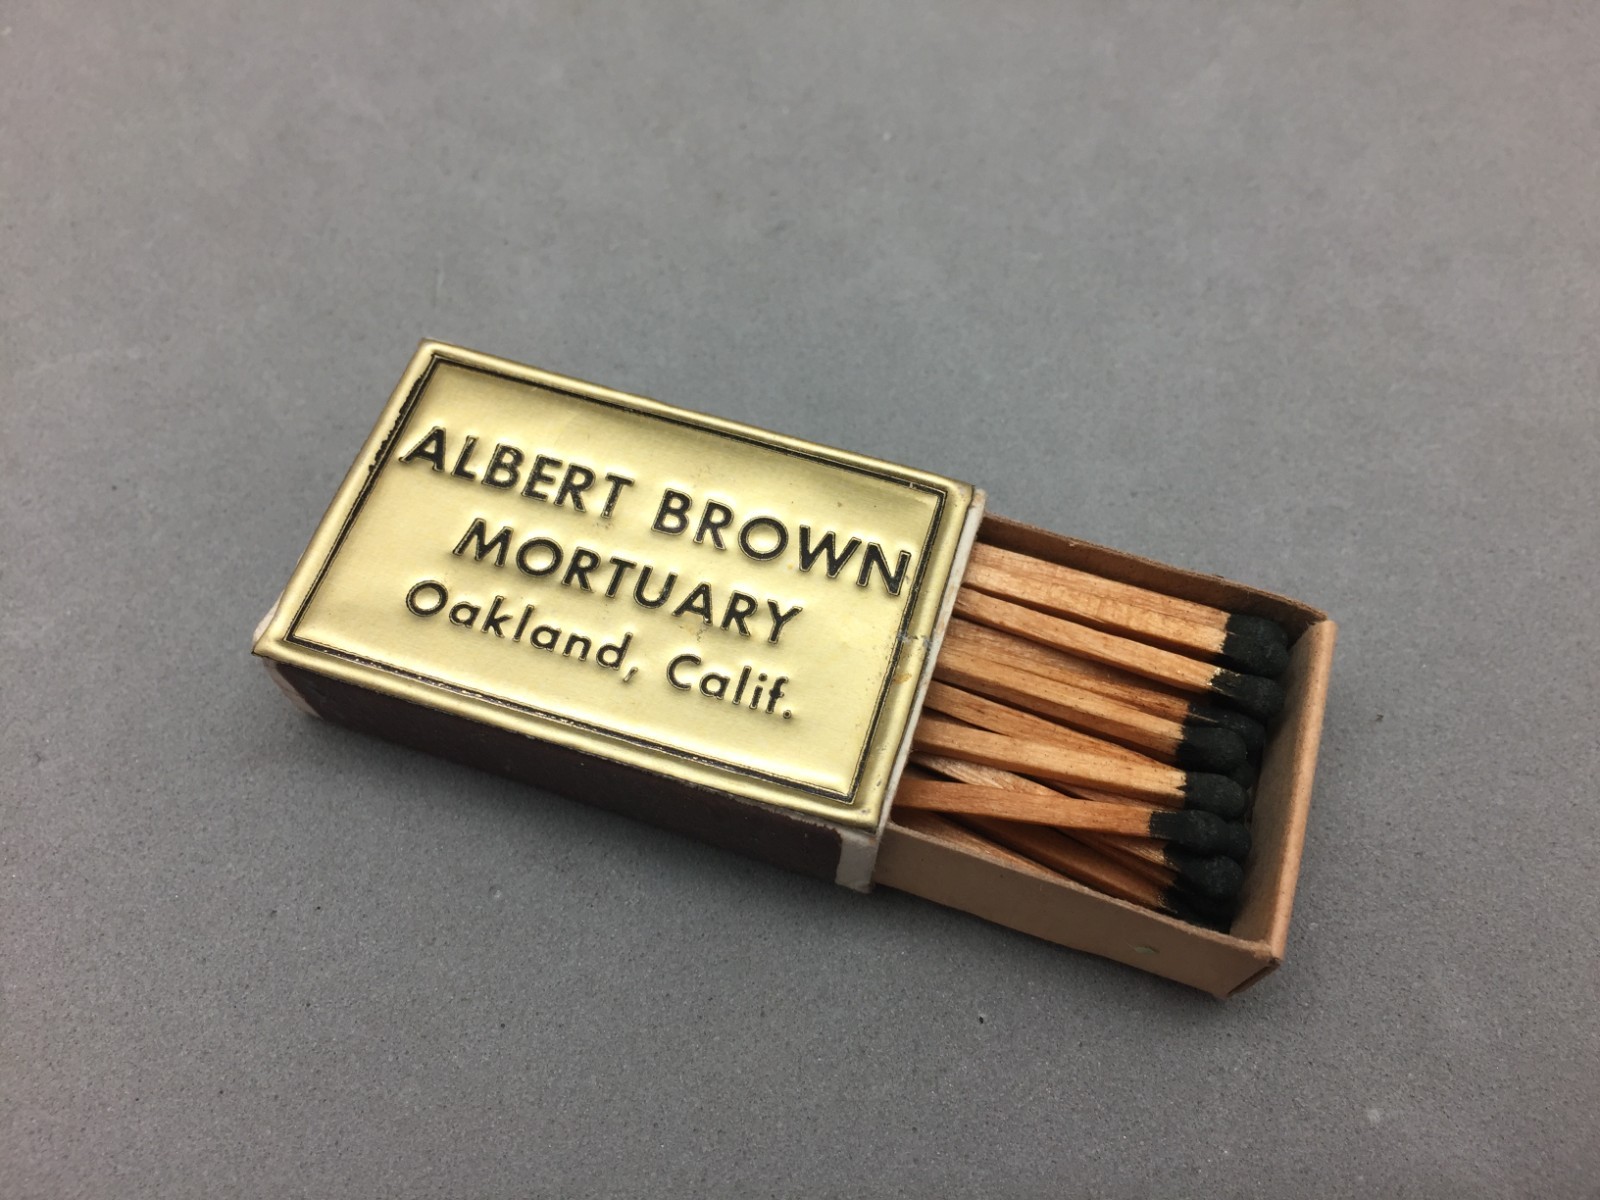 ALBERT BROWN
MORTUARY
Oakland, Calif.